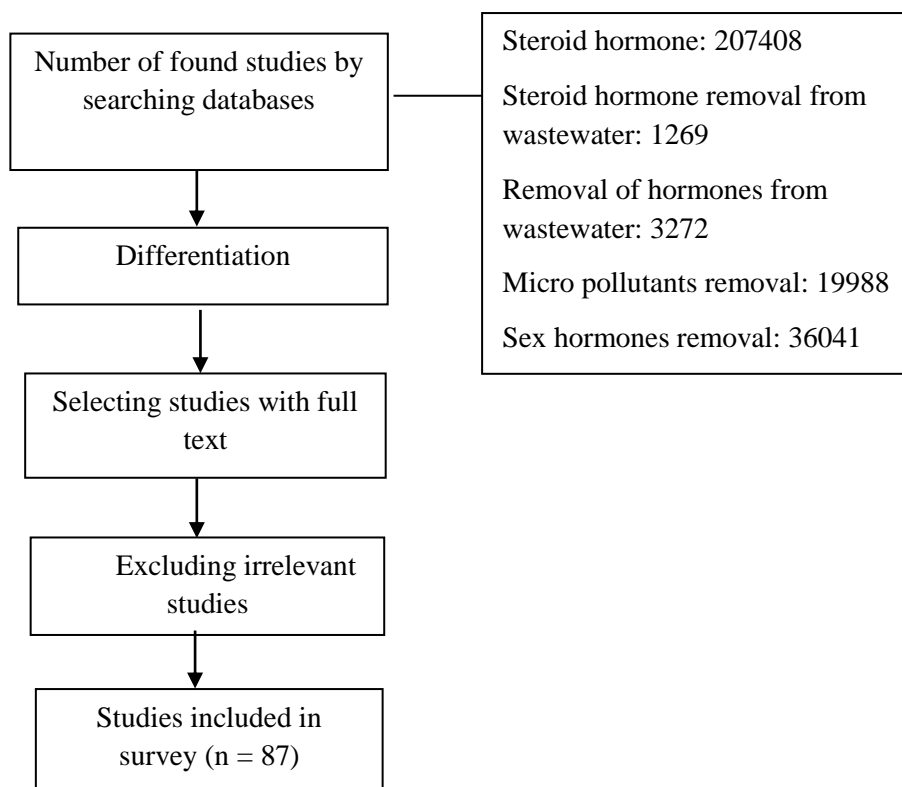 Number of found studies by
searching databases
Steroid hormone: 207408
Steroid hormone removal from
wastewater: 1269
Removal of hormones from
wastewater: 3272
Micro pollutants removal: 19988
Sex hormones removal: 36041
Differentiation
Selecting studies with full
text
Excluding irrelevant
studies
Studies included in
survey (n = 87)